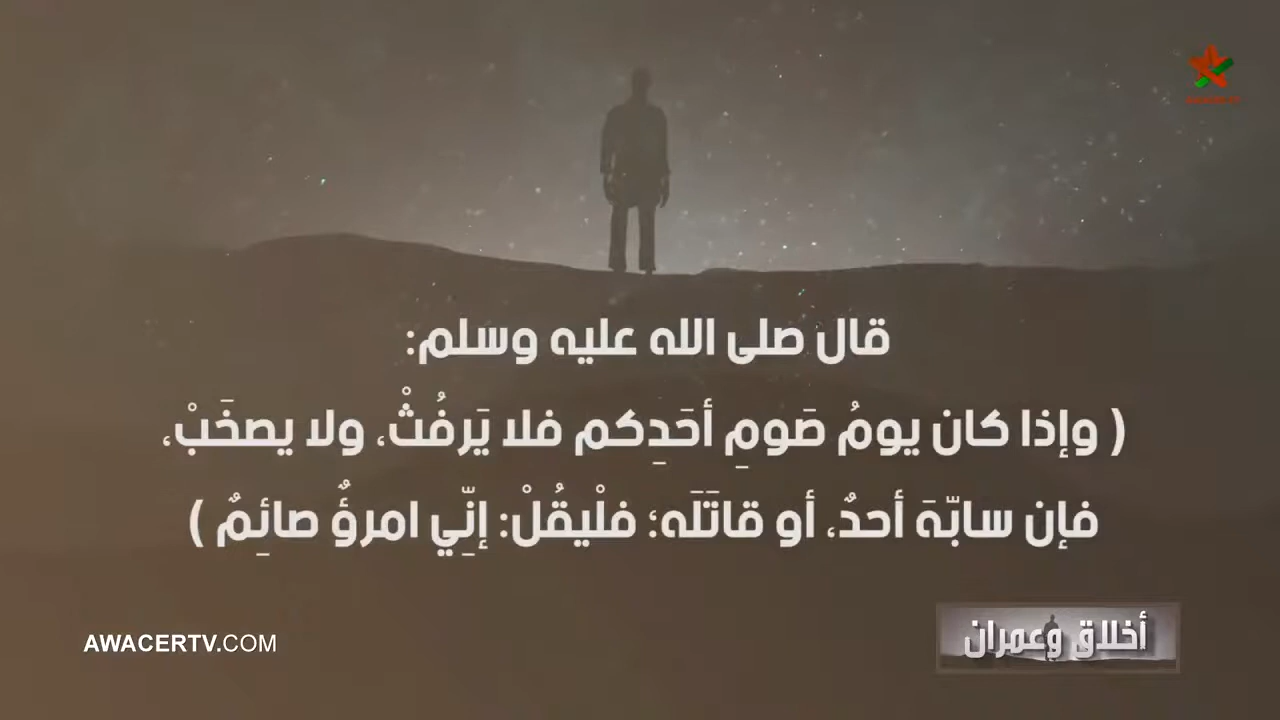 قال صلى الله عليه وسلم:
( وإذا كان يومُ صَومِ أحَدِكم فلا يَرفُثْ، ولا يصخَبْ،
فإن سابَّهَ أحدٌ، أو قاتَلَه؛ فلْيقُلْ: إنِّي امرؤٌ صائِمٌ )
أخلاق وعمران
AWACERTV.COM